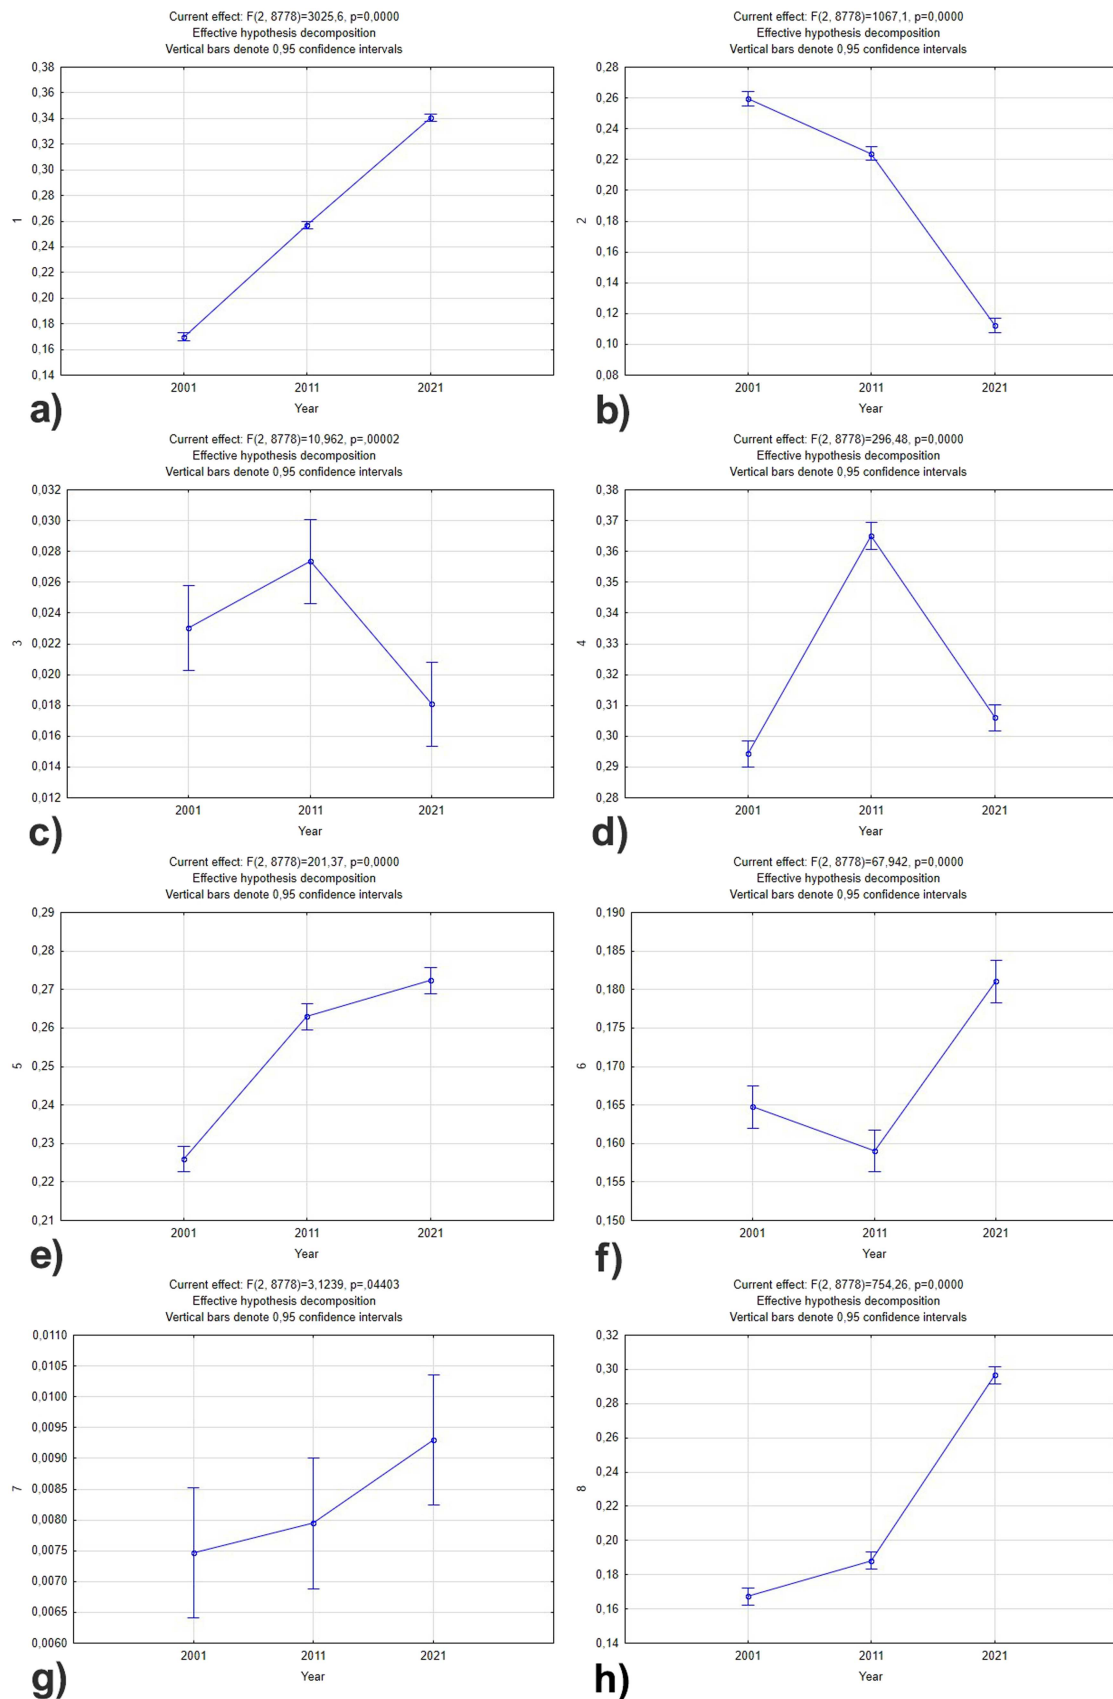 Current effect: F(2, 8778)=3025,6, p=0,0000
Effective hypothesis decomposition
Vertical bars denote 0,95 confidence intervals
0,38
0,36
0,34
0,32
0,30
0,28
0,26
0,24
0,22
0,20
0,18
0,16
0,14
1
2001 2011 2021
Year
a)
Current effect: F(2, 8778)=1067,1, p=0,0000
Effective hypothesis decomposition
Vertical bars denote 0,95 confidence intervals
0,28
0,26
0,24
0,22
0,20
0,18
0,16
0,14
0,12
0,10
0,08
2
2001 2011 2021
Year
b)
Current effect: F(2, 8778)=10,962, p=,00002
Effective hypothesis decomposition
Vertical bars denote 0,95 confidence intervals
0,032
0,030
0,028
0,026
0,024
0,022
0,020
0,018
0,016
0,014
0,012
3
2001 2011 2021
Year
c)
Current effect: F(2, 8778)=296,48, p=0,0000
Effective hypothesis decomposition
Vertical bars denote 0,95 confidence intervals
0,38
0,37
0,36
0,35
0,34
0,33
0,32
0,31
0,30
0,29
0,28
4
2001 2011 2021
Year
d)
Current effect: F(2, 8778)=201,37, p=0,0000
Effective hypothesis decomposition
Vertical bars denote 0,95 confidence intervals
0,29
0,28
0,27
0,26
0,25
0,24
0,23
0,22
0,21
5
2001 2011 2021
Year
e)
Current effect: F(2, 8778)=67,942, p=0,0000
Effective hypothesis decomposition
Vertical bars denote 0,95 confidence intervals
0,190
0,185
0,180
0,175
0,170
0,165
0,160
0,155
0,150
6
2001 2011 2021
Year
f)
Current effect: F(2, 8778)=3,1239, p=,04403
Effective hypothesis decomposition
Vertical bars denote 0,95 confidence intervals
0,0110
0,0105
0,0100
0,0095
0,0090
0,0085
0,0080
0,0075
0,0070
0,0065
0,0060
7
2001 2011 2021
Year
g)
Current effect: F(2, 8778)=754,26, p=0,0000
Effective hypothesis decomposition
Vertical bars denote 0,95 confidence intervals
0,32
0,30
0,28
0,26
0,24
0,22
0,20
0,18
0,16
0,14
8
2001 2011 2021
Year
h)